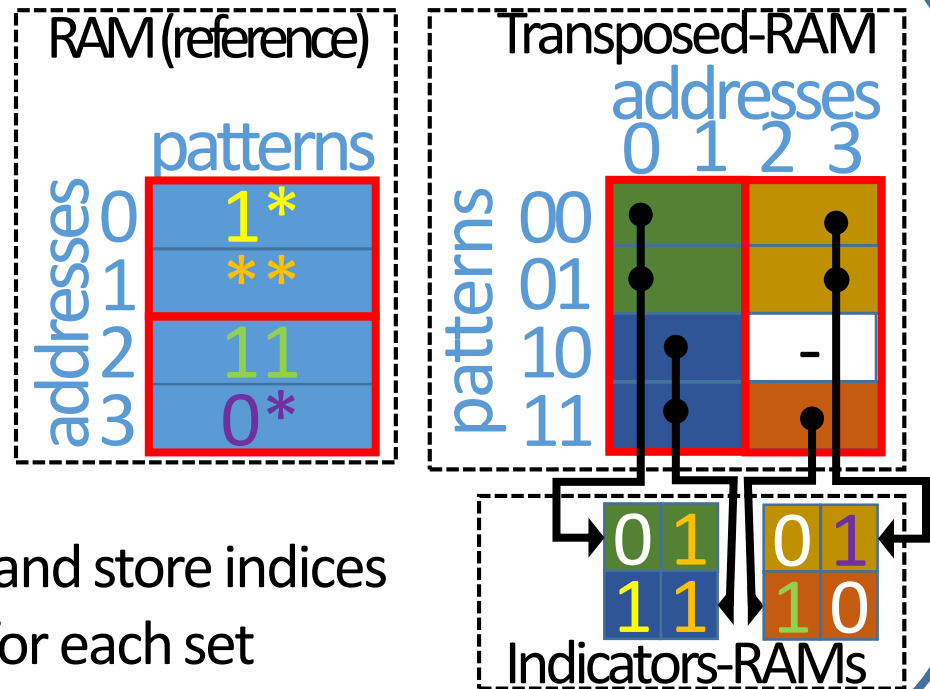 RAM (reference)
patterns
addresses
0 1*
1 **
2 11
3 0*
Transposed-RAM
addresses
0 1 2 3
patterns
00
01
10 -
11
0 1 0 1
1 1 1 0
Indicators-RAMs
and store indices
or each set